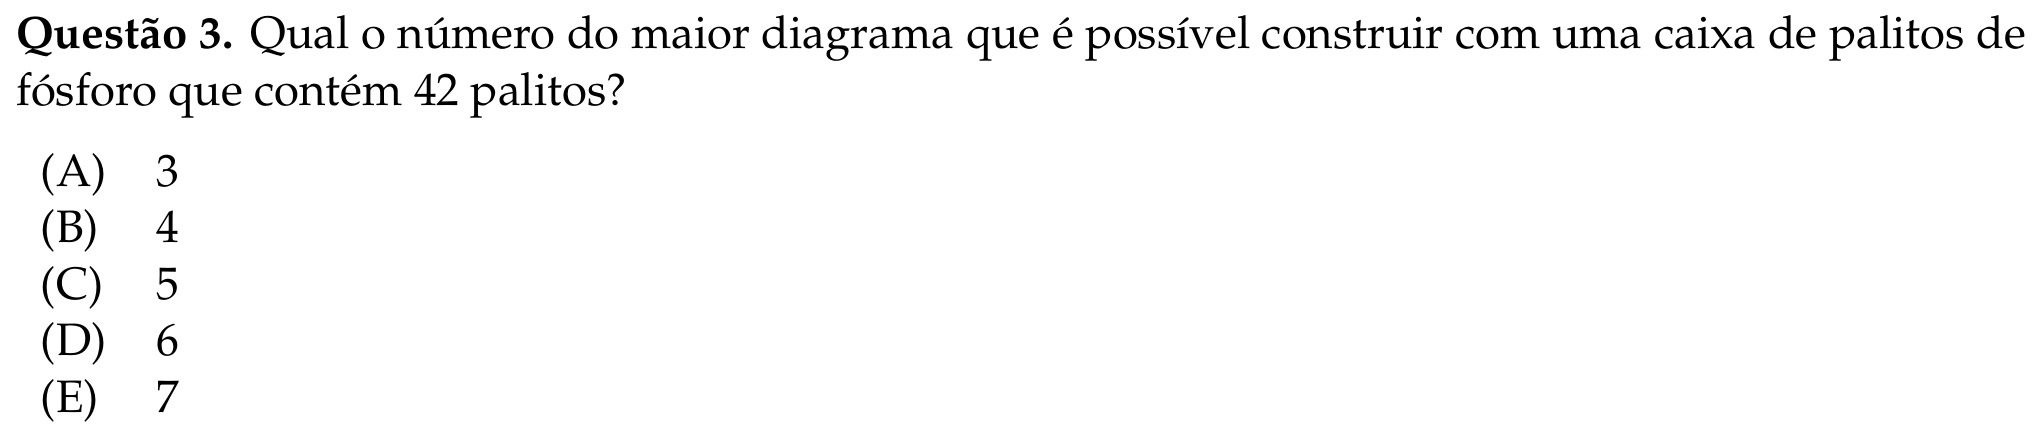 Questão 3. Qual o número do maior diagrama que é possível construir com uma caixa de palitos de
fósforo que contém 42 palitos?
(A) 3
(B) 4
(C) 5
(D) 6
(E) 7